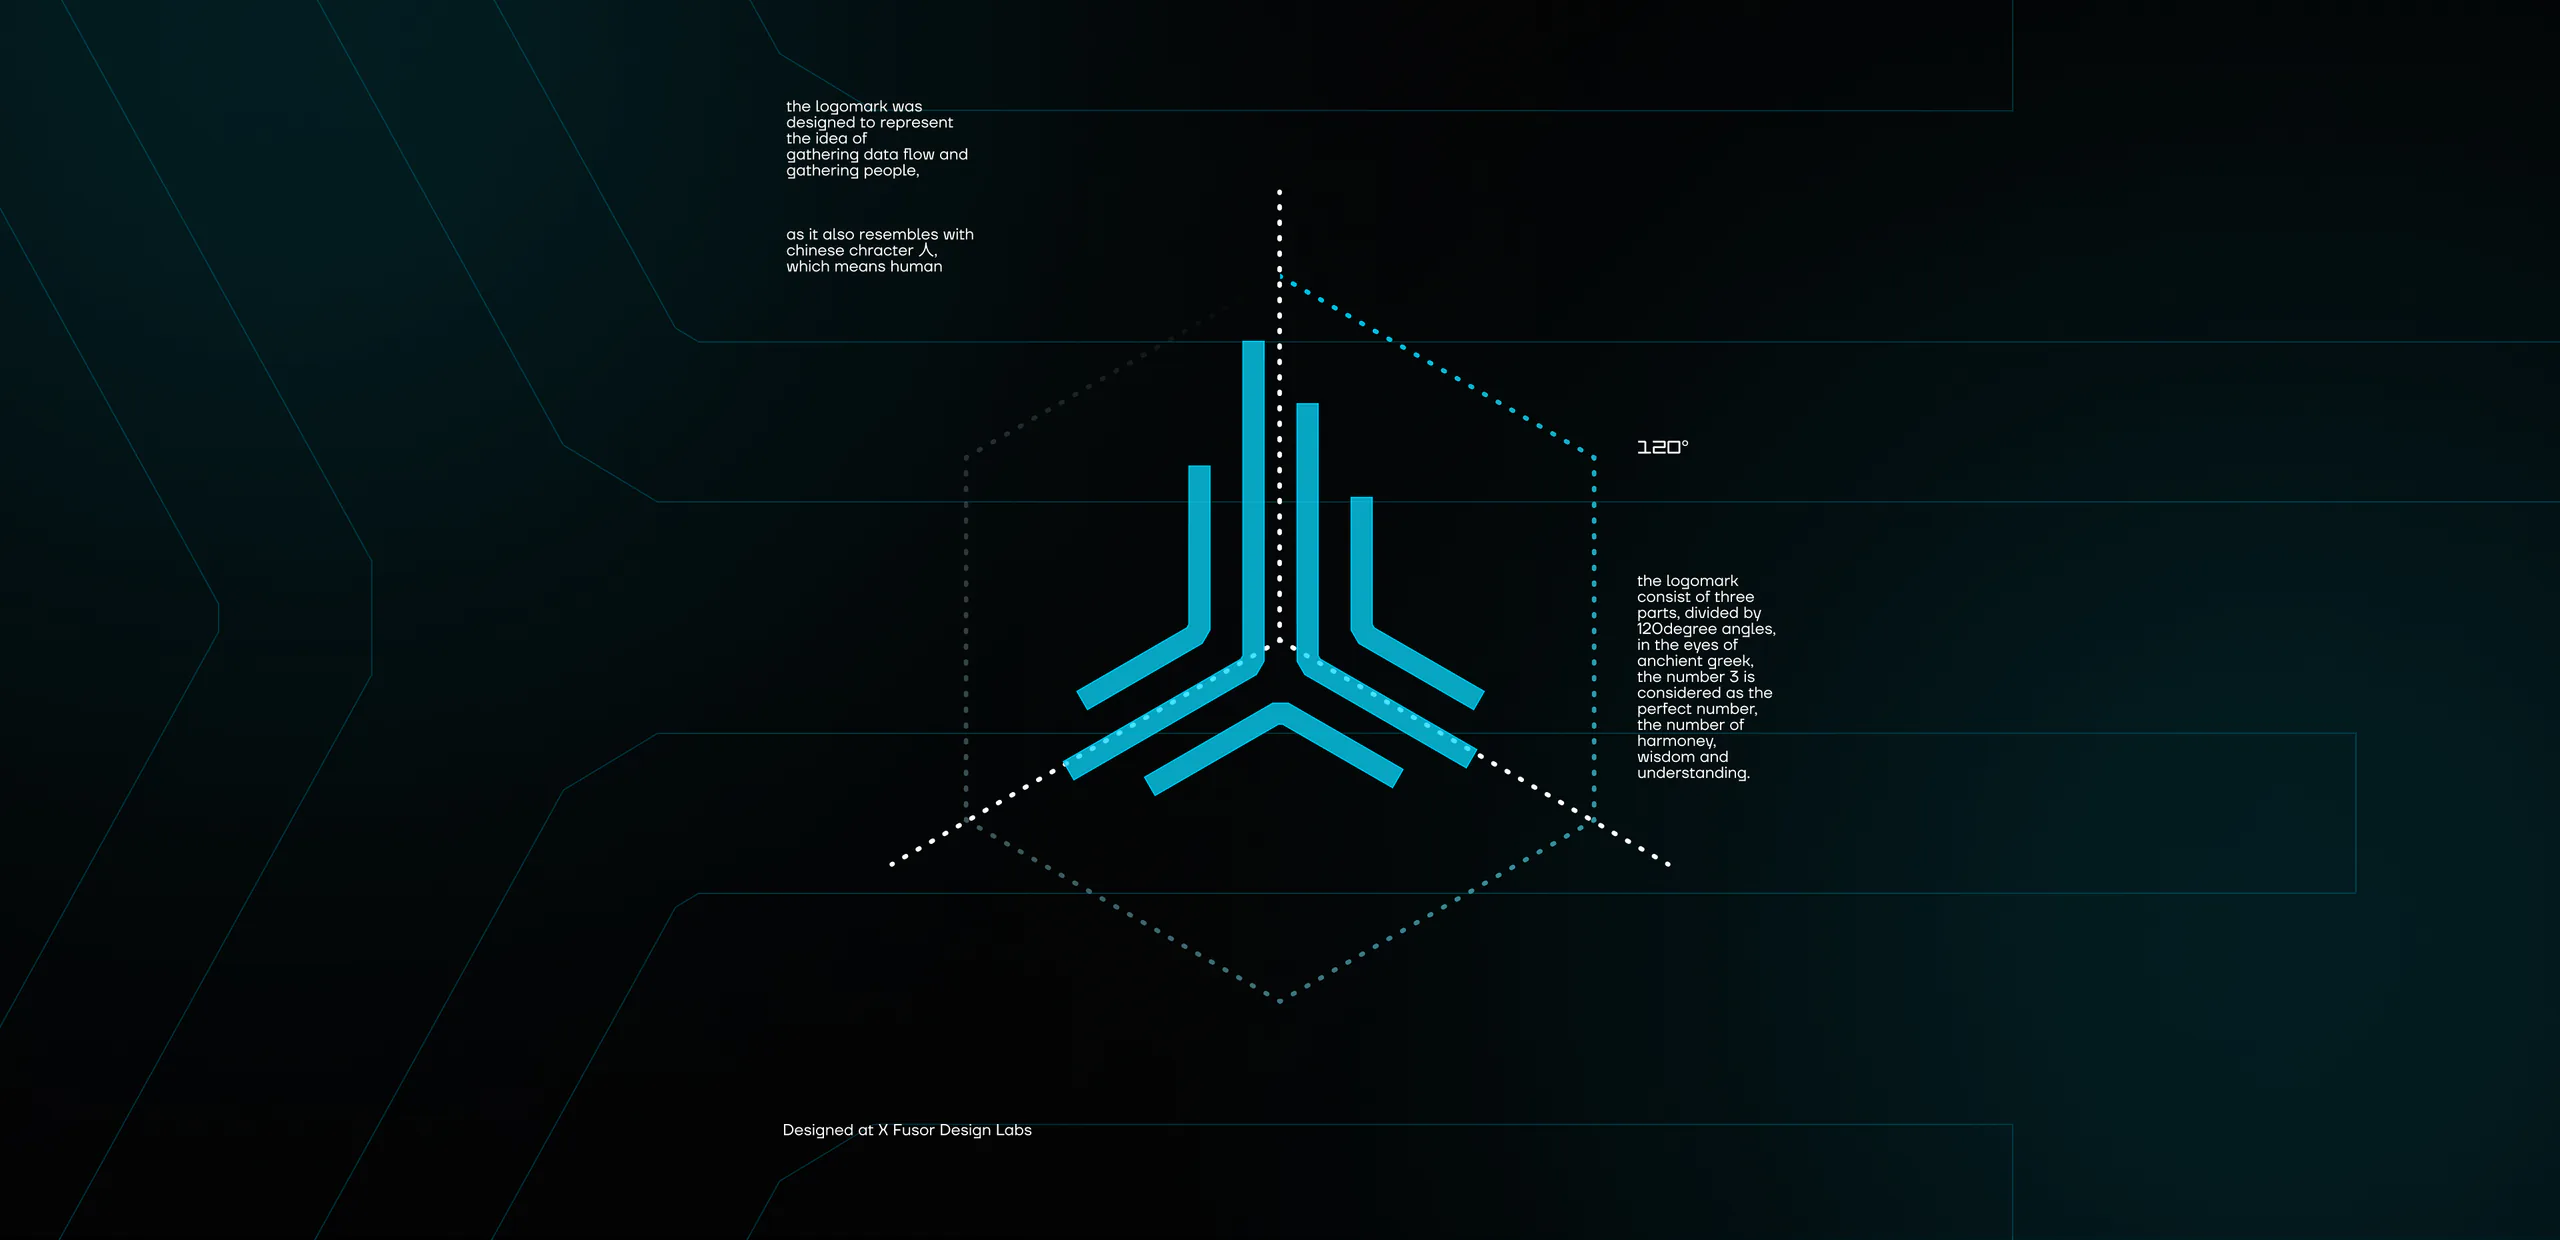 the logomark was
designed to represent
the idea of
gathering data flow and
gathering people,
as it also resembles with
chinese chracter 人,
which means human
120°
the logomark
consist of three
parts, divided by
120degree angles,
in the eyes of
anchient greek,
the number 3 is
considered as the
perfect number,
the number of
harmoney,
wisdom and
understanding.
Designed at X Fusor Design Labs